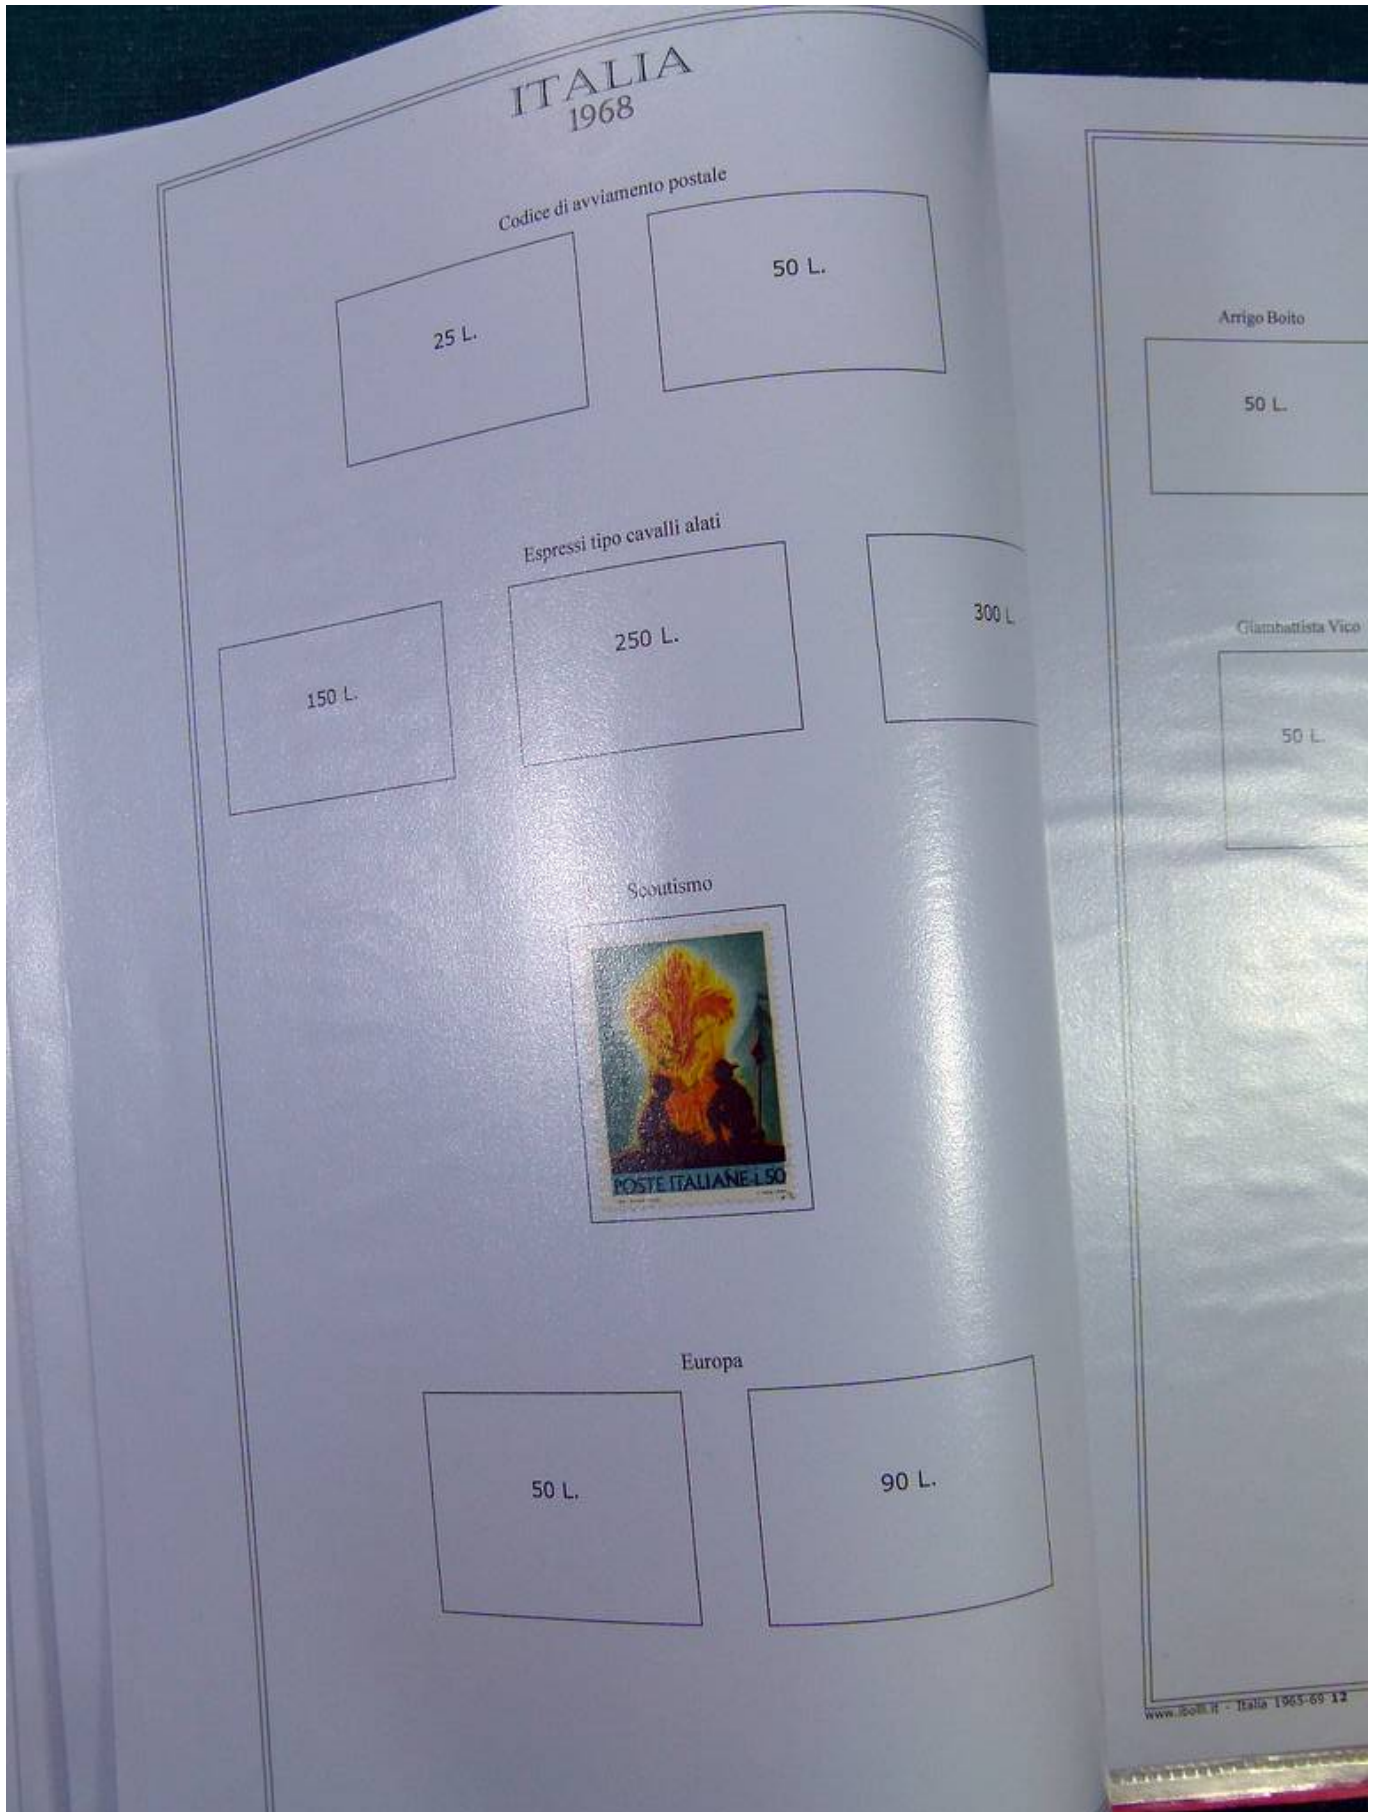 ITALIA
1968
Codice di avviamento postale
25 L.
50 L.
Espressi tipo cavalli alati
150 L.
250 L.
300 L
Scoutismo
POSTE ITALIANE L50
Europa
50 L.
90 L.
Arrigo Boito
50 L.
Giambattista Vico
50 L.
www.ibolli.it - Italia 1965-69 12